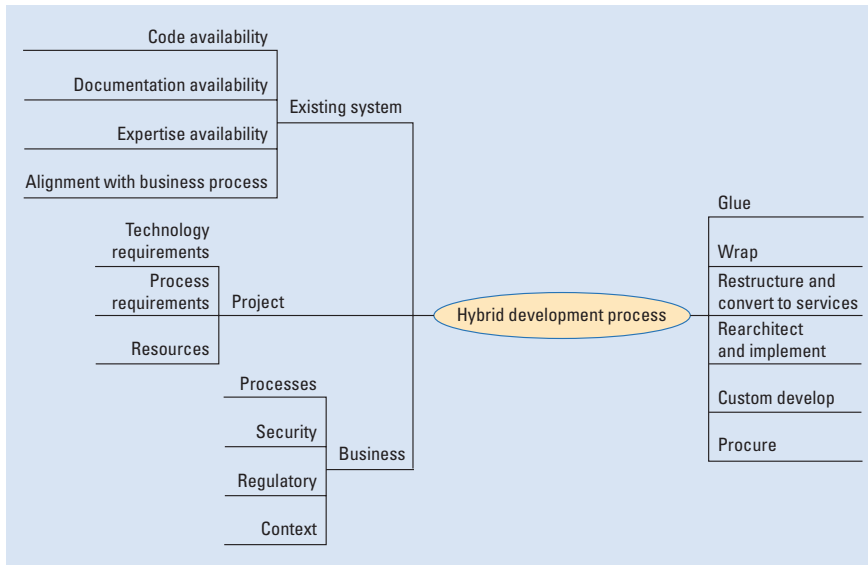 Code availability
Documentation availability
Existing system
Expertise availability
Alignment with business process
Technology
requirements
Process
requirements
Project
Resources
Processes
Security
Business
Regulatory
Context
Hybrid development process
Glue
Wrap
Restructure and
convert to services
Rearchitect
and implement
Custom develop
Procure